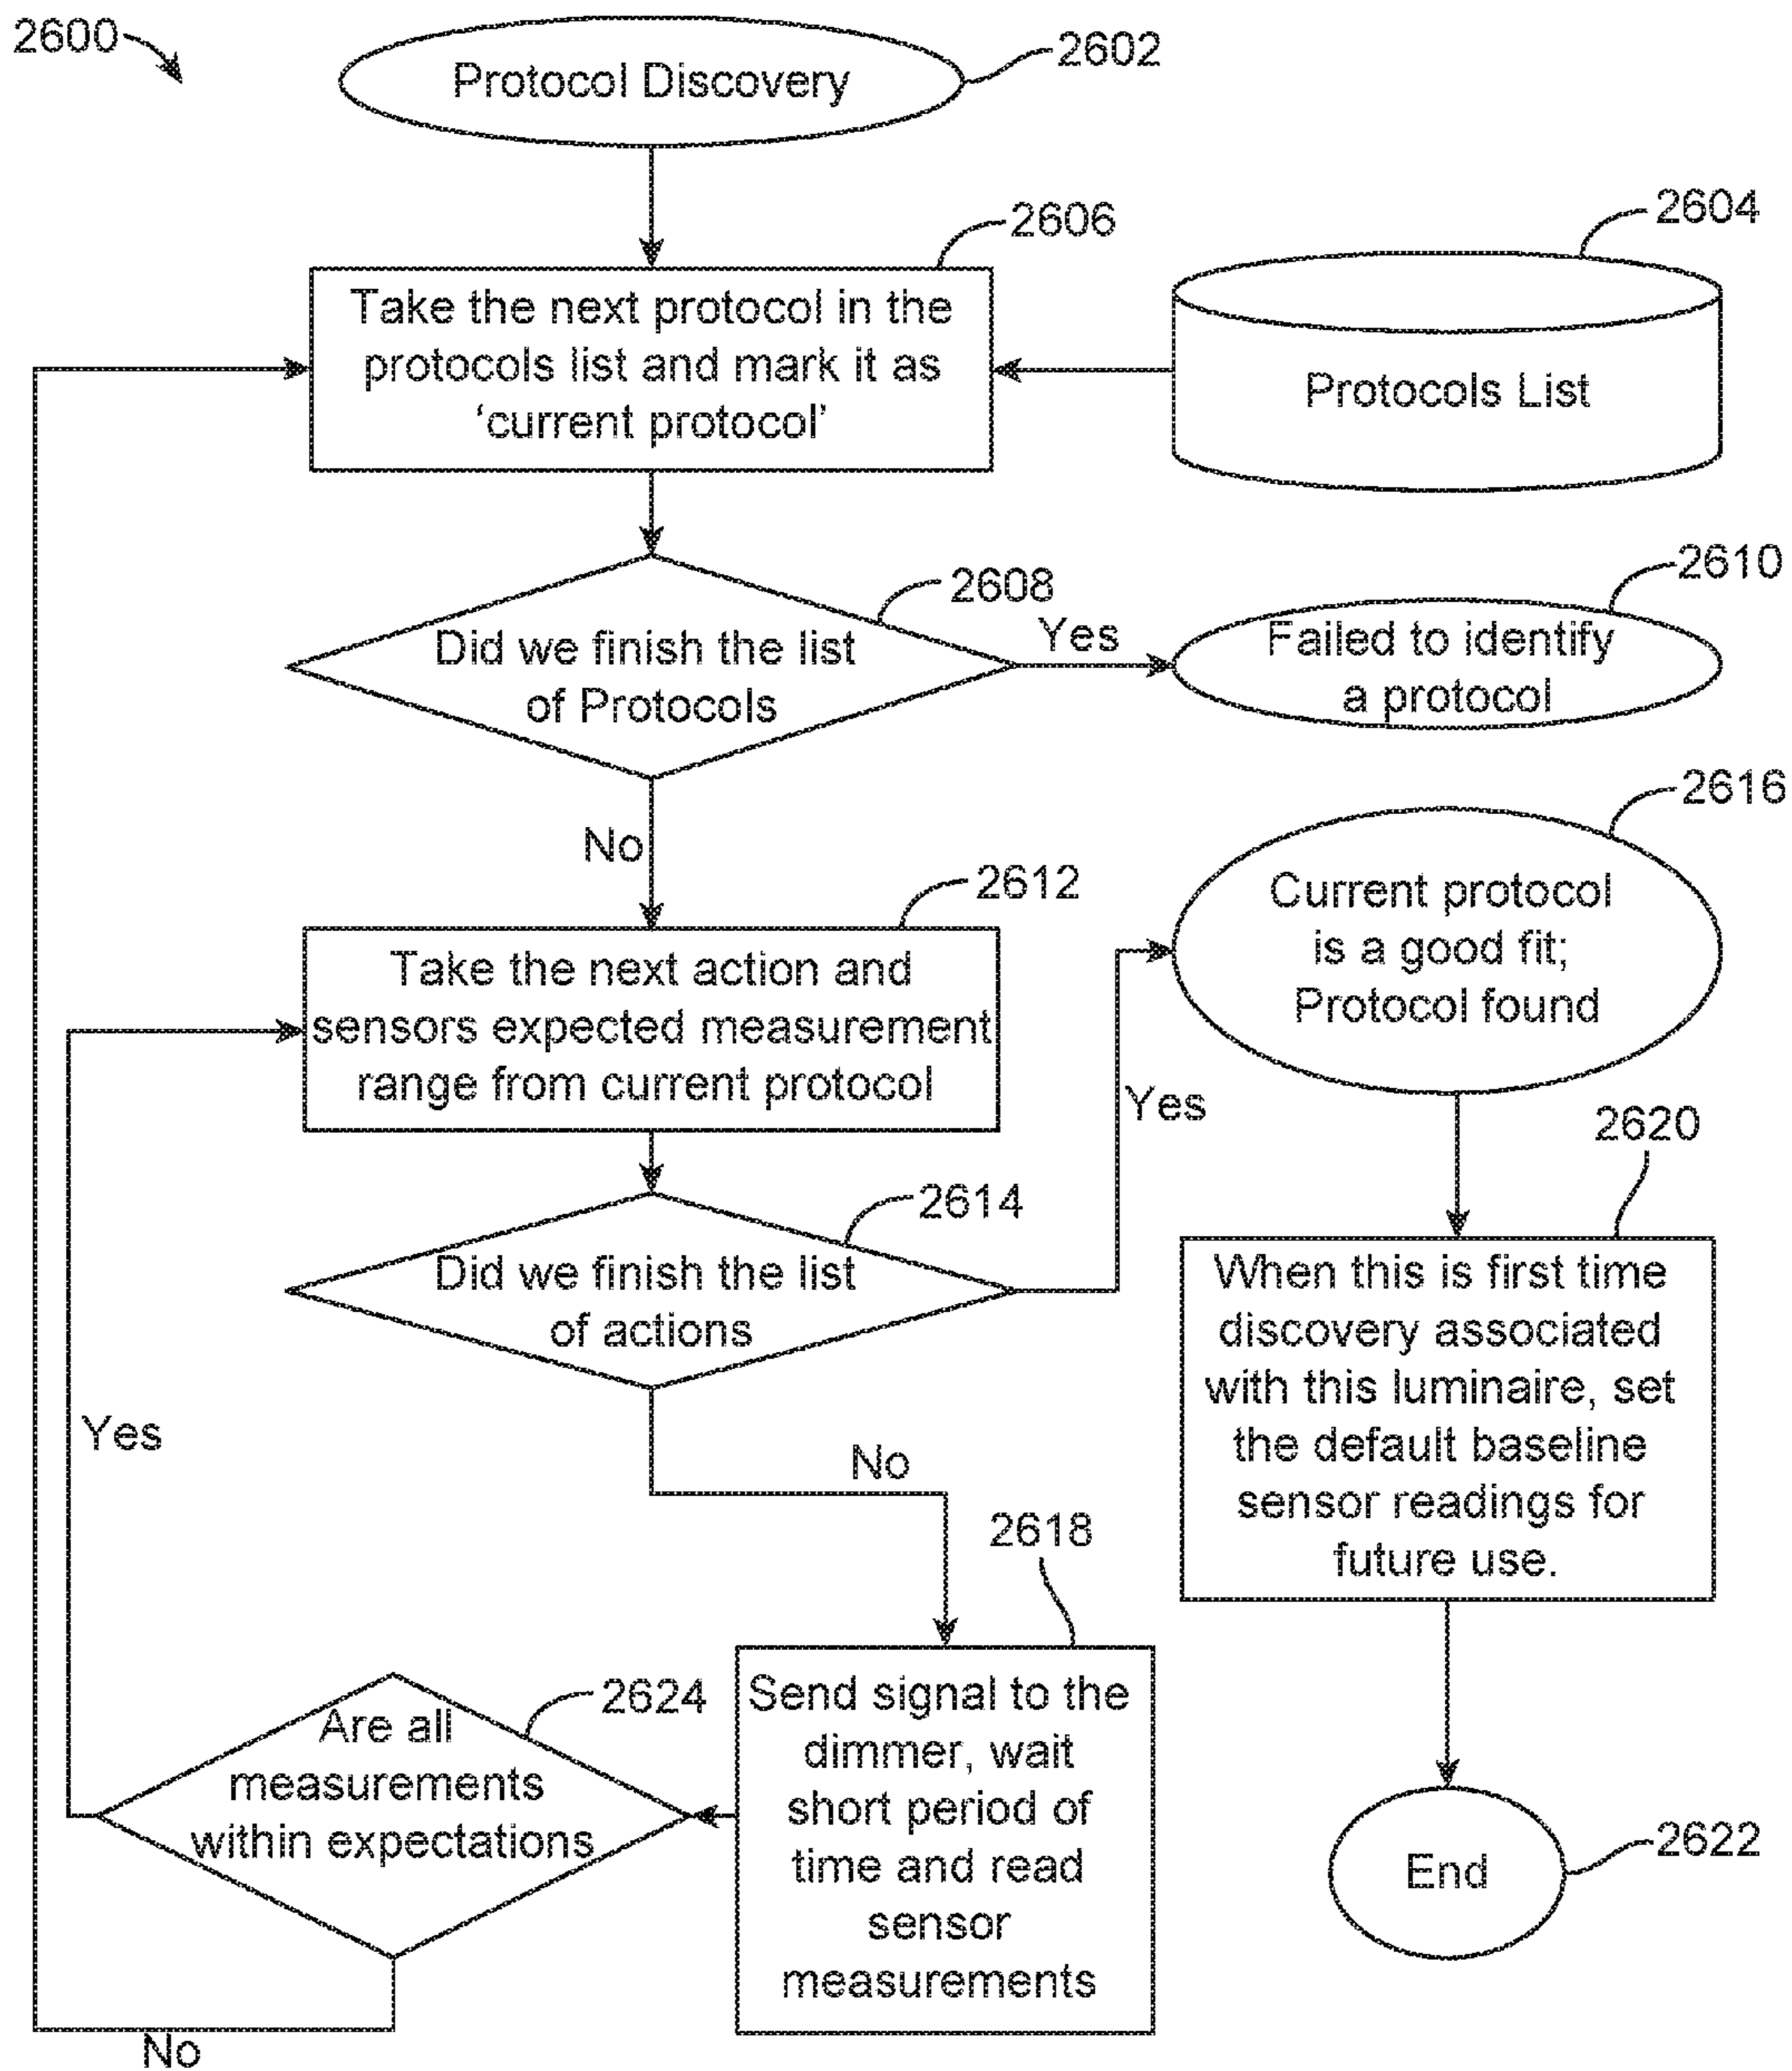 2600
Protocol Discovery
2602
2606
2604
Take the next protocol in the
protocols list and mark it as
‘current protocol’
Protocols List
2608
2610
Did we finish the list
of Protocols
Yes
Failed to identify
a protocol
No
2616
2612
Current protocol
is a good fit;
Protocol found
Take the next action and
sensors expected measurement
range from current protocol
Yes
2620
2614
Did we finish the list
of actions
When this is first time
discovery associated
with this luminaire, set
the default baseline
sensor readings for
future use.
Yes
No
2618
2624
Are all
measurements
within expectations
Send signal to the
dimmer, wait
short period of
time and read
sensor
measurements
End
2622
No